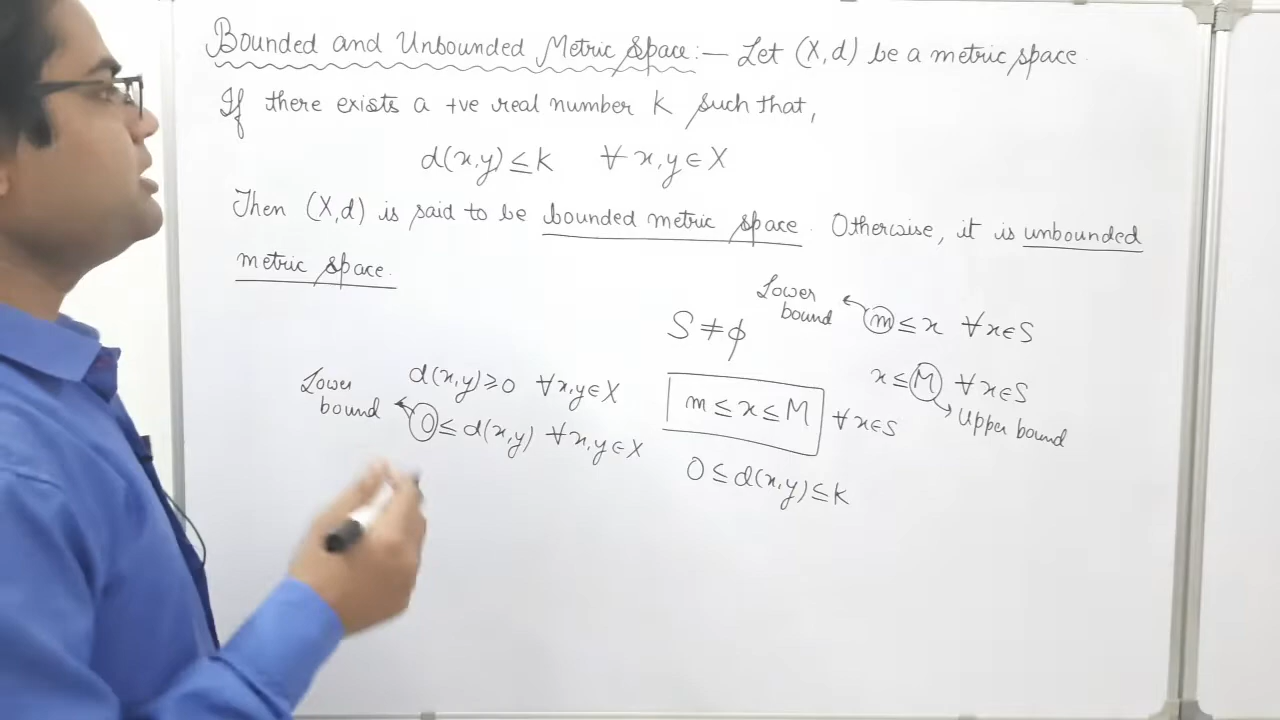 Bounded and Unbounded Metric Space:— Let (X,d) be a metric space.
If there exists a +ve real number k such that,
d(x,y) ≤ k ∀ x,y ∈ X
Then (X,d) is said to be bounded metric space. Otherwise, it is unbounded
metric space.
Lower
bound
m ≤ x ∀ x ∈ S
S ≠ ϕ
x ≤ M ∀ x ∈ S
Upper bound
m ≤ x ≤ M ∀ x ∈ S
0 ≤ d(x,y) ≤ k
d(x,y) ≥ 0 ∀ x,y ∈ X
Lower
bound
0 ≤ d(x,y) ∀ x,y ∈ X